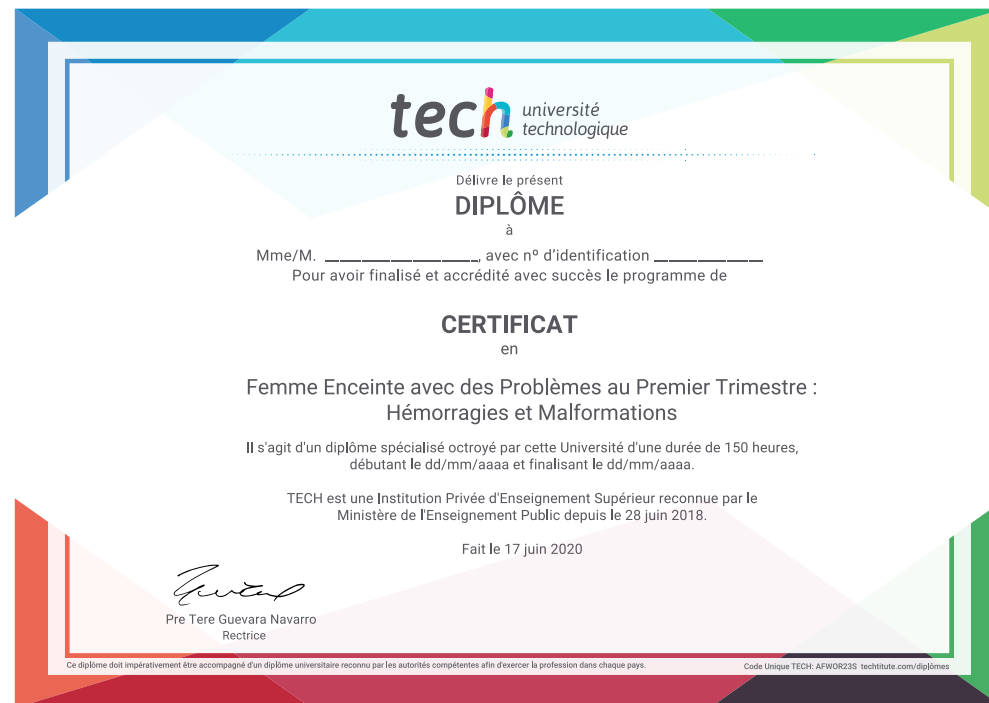 tech université
technologique
Délivre le présent
DIPLÔME
à
Mme/M. ____________________, avec nº d'identification ______________
Pour avoir finalisé et accrédité avec succès le programme de
CERTIFICAT
en
Femme Enceinte avec des Problèmes au Premier Trimestre :
Hémorragies et Malformations
Il s'agit d'un diplôme spécialisé octroyé par cette Université d'une durée de 150 heures,
débutant le dd/mm/aaaa et finalisant le dd/mm/aaaa.
TECH est une Institution Privée d'Enseignement Supérieur reconnue par le
Ministère de l'Enseignement Public depuis le 28 juin 2018.
Fait le 17 juin 2020
Pre Tere Guevara Navarro
Rectrice
Ce diplôme doit impérativement être accompagné d'un diplôme universitaire reconnu par les autorités compétentes afin d'exercer la profession dans chaque pays.
Code Unique TECH: AFWOR23S techtitute.com/diplômes